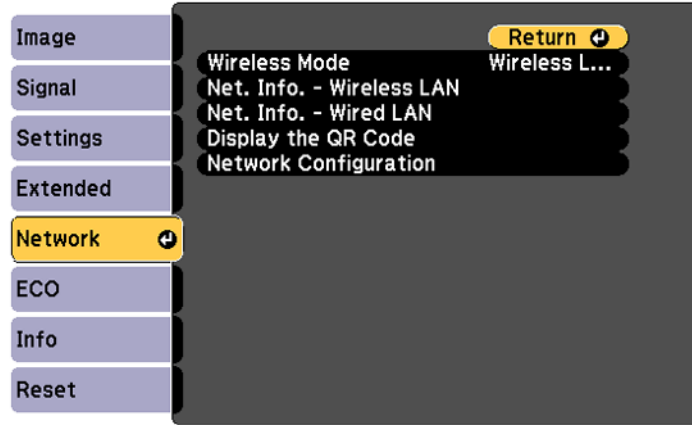 Image
Signal
Settings
Extended
Network
ECO
Info
Reset
Return
Wireless Mode Wireless L...
Net. Info. - Wireless LAN
Net. Info. - Wired LAN
Display the QR Code
Network Configuration